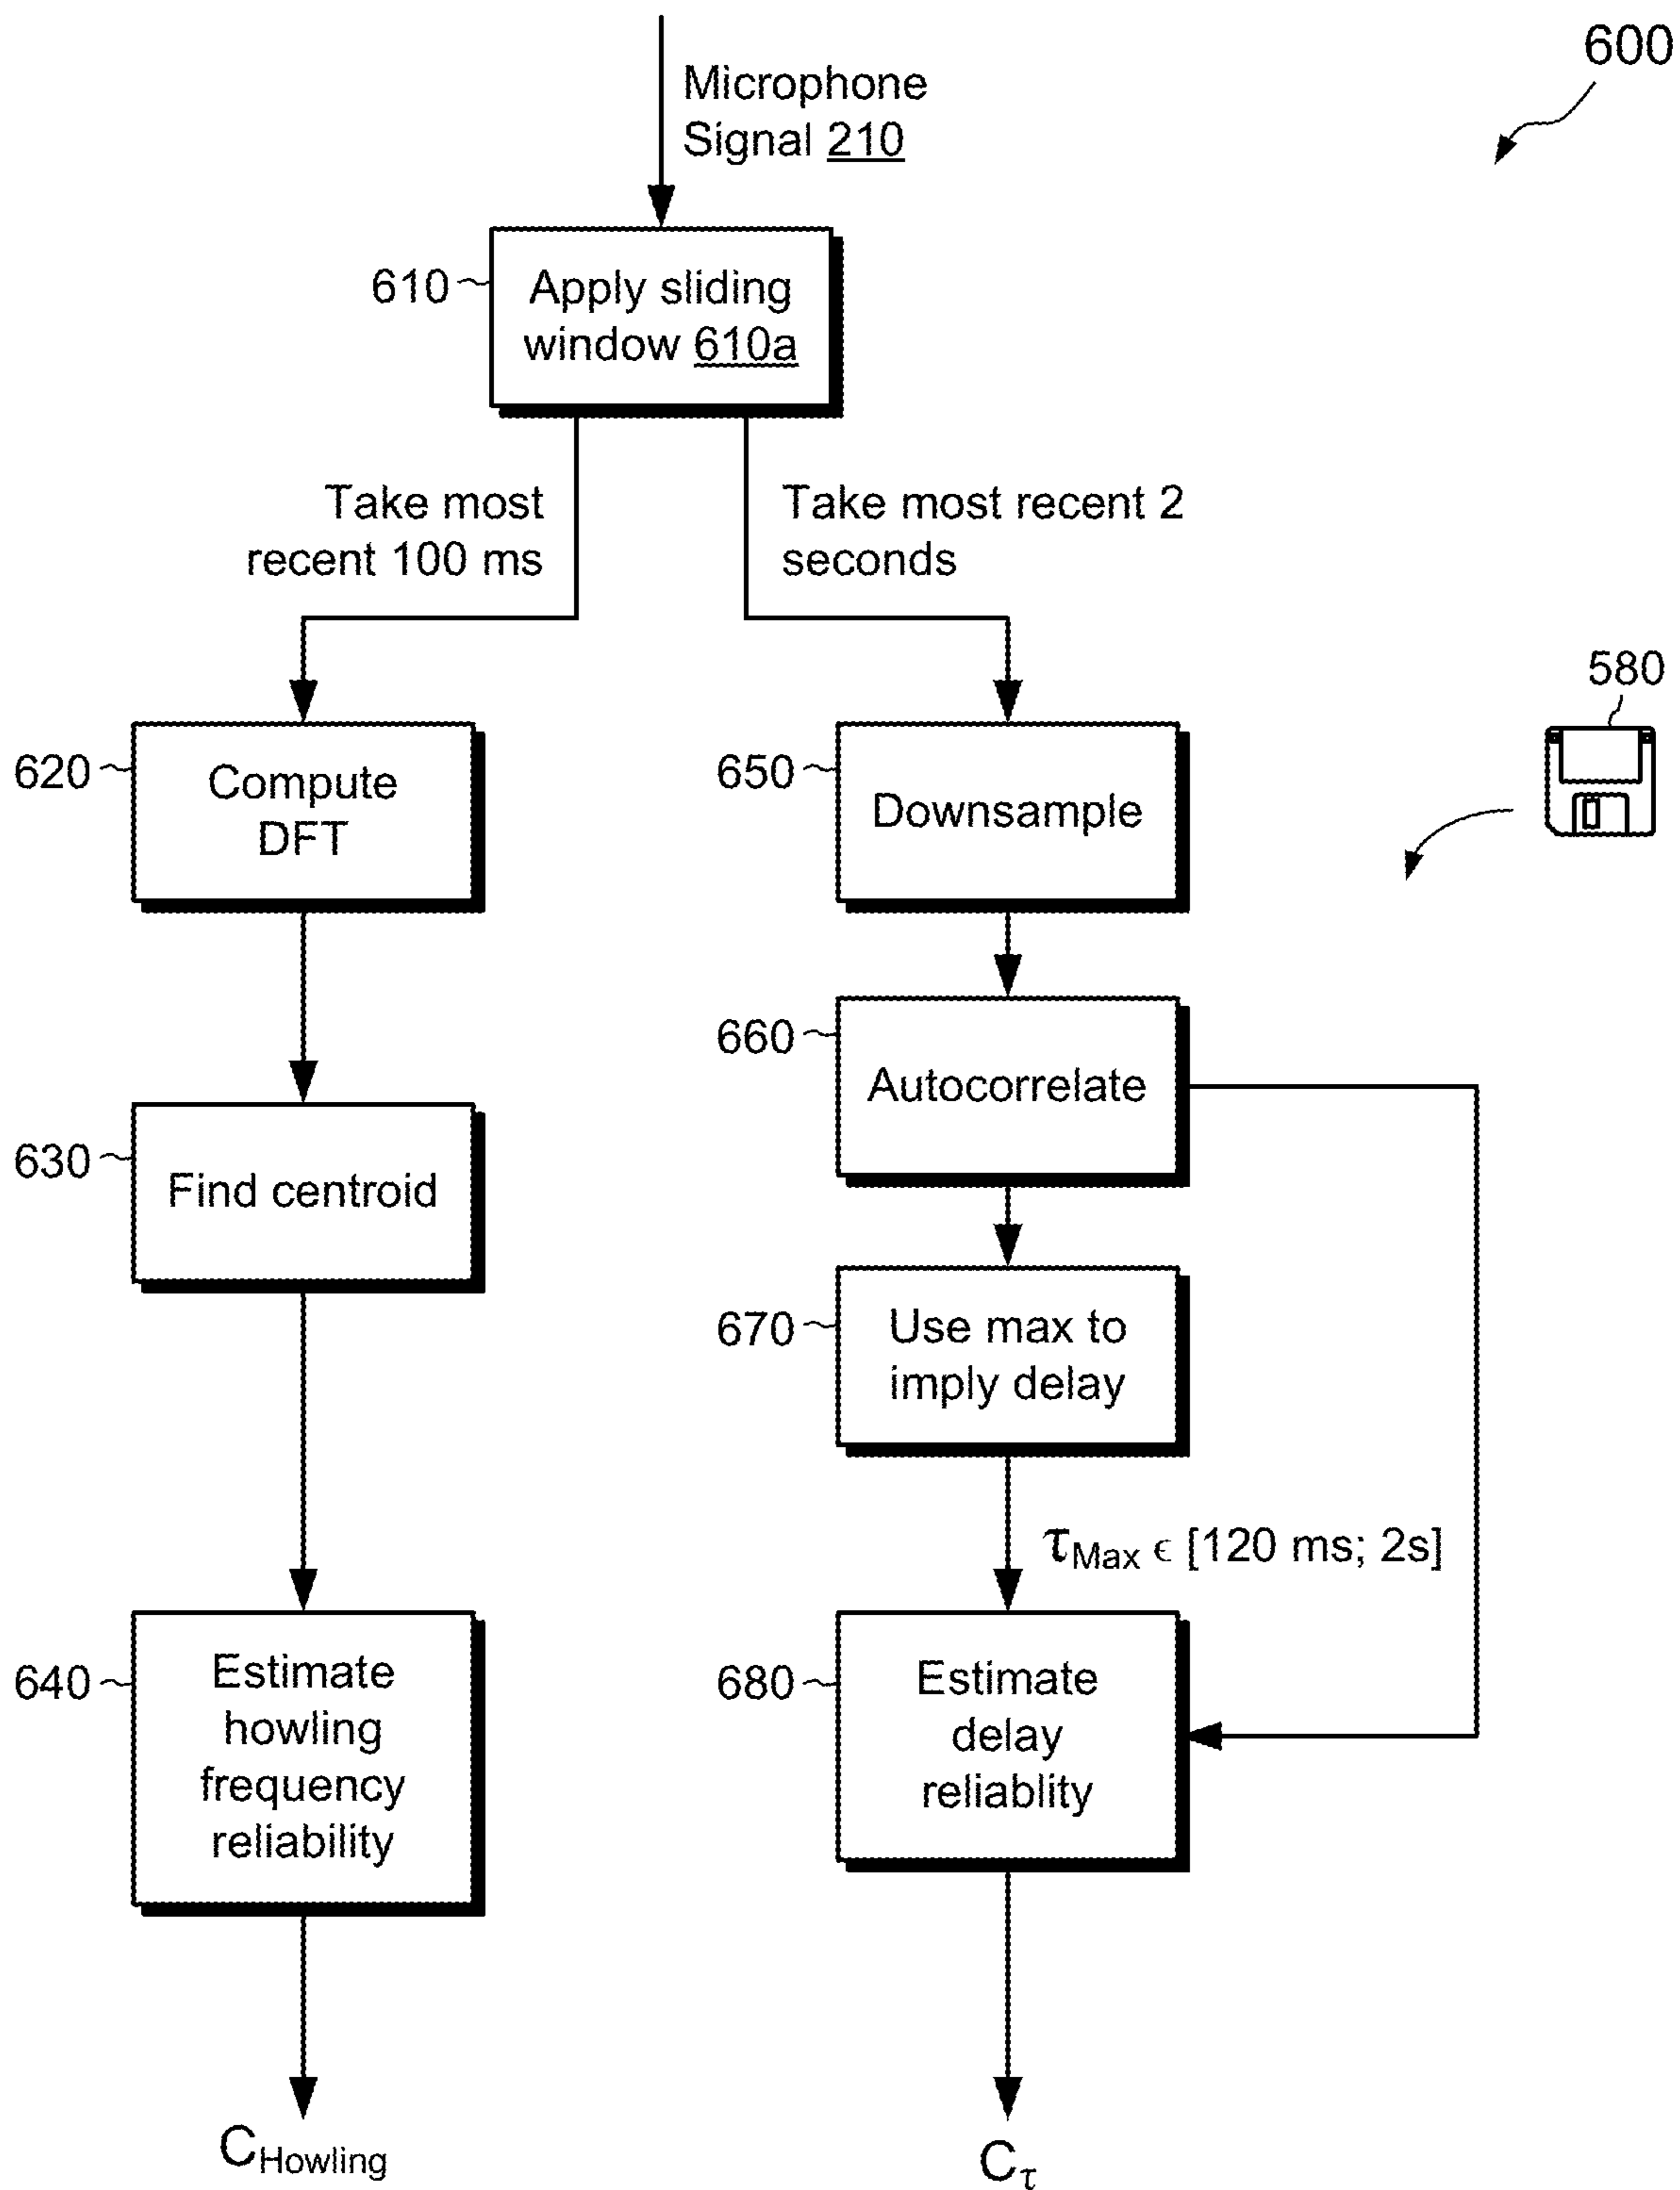 600
Microphone
Signal 210
610
Apply sliding
window 610a
Take most
recent 100 ms
Take most recent 2
seconds
580
620
Compute
DFT
650
Downsample
660
Autocorrelate
630
Find centroid
670
Use max to
imply delay
τMax ϵ [120 ms; 2s]
640
Estimate
howling
frequency
reliability
680
Estimate
delay
reliablity
CHowling
Cτ